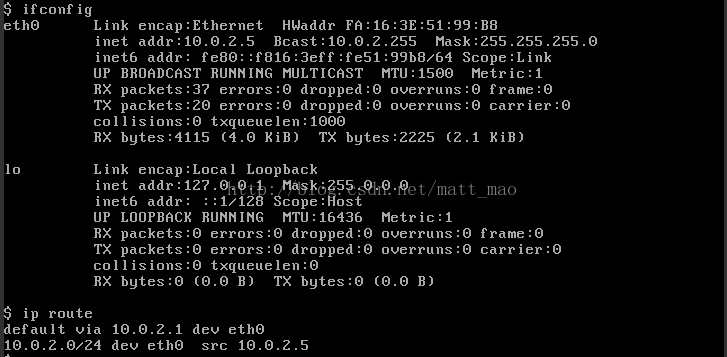 $ ifconfig
eth0      Link encap:Ethernet  HWaddr FA:16:3E:51:99:B8
          inet addr:10.0.2.5  Bcast:10.0.2.255  Mask:255.255.255.0
          inet6 addr: fe80::f816:3eff:fe51:99b8/64 Scope:Link
          UP BROADCAST RUNNING MULTICAST  MTU:1500  Metric:1
          RX packets:37 errors:0 dropped:0 overruns:0 frame:0
          TX packets:20 errors:0 dropped:0 overruns:0 carrier:0
          collisions:0 txqueuelen:1000
          RX bytes:4115 (4.0 KiB)  TX bytes:2225 (2.1 KiB)
lo        Link encap:Local Loopback
          inet addr:127.0.0.1  Mask:255.0.0.0
http://blog.csdn.net/matt_mao
          inet6 addr: ::1/128 Scope:Host
          UP LOOPBACK RUNNING  MTU:16436  Metric:1
          RX packets:0 errors:0 dropped:0 overruns:0 frame:0
          TX packets:0 errors:0 dropped:0 overruns:0 carrier:0
          collisions:0 txqueuelen:0
          RX bytes:0 (0.0 B)  TX bytes:0 (0.0 B)
$ ip route
default via 10.0.2.1 dev eth0
10.0.2.0/24 dev eth0  src 10.0.2.5